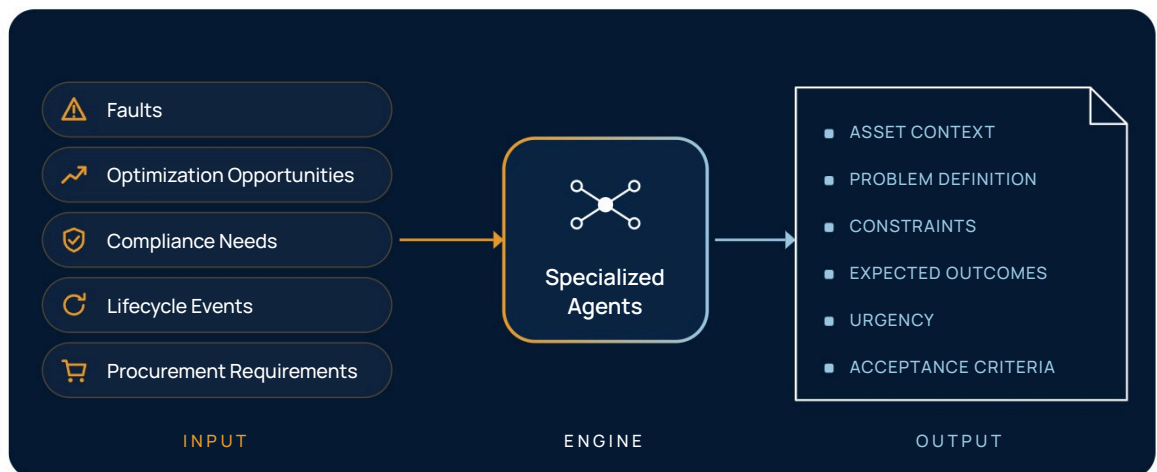 Faults
Optimization Opportunities
Compliance Needs
Lifecycle Events
Procurement Requirements
INPUT
Specialized
Agents
ENGINE
ASSET CONTEXT
PROBLEM DEFINITION
CONSTRAINTS
EXPECTED OUTCOMES
URGENCY
ACCEPTANCE CRITERIA
OUTPUT